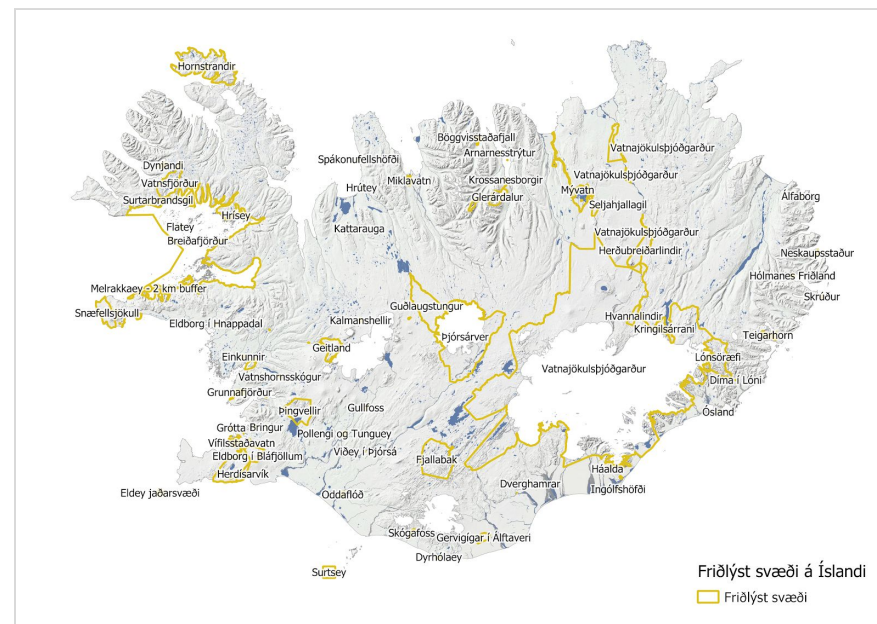 Hornstrandir
Böggvisstaðafjall
Arnarnesstrýtur
Vatnajökulsþjóðgarður
Spákonufellshöfði
Dynjandi
Vatnajökulsþjóðgarður
Vatnsfjörður
Miklavatn
Krossanesborgir
Hrútey
Mývatn
Surtarbrandsgil
Glerárdalur
Seljahjallagil
Álfaborg
Hrísey
Flatey
Kattarauga
Vatnajökulsþjóðgarður
Breiðafjörður
Herðubreiðarlindir
Neskaupsstaður
Hólmanes Friðland
Melrakkaey - 2 km buffer
Skrúður
Guðlaugstungur
Snæfellsjökull
Hvannalindir
Eldborg í Hnappadal
Kalmanshellir
Kringilsárrani
Þjórsárver
Teigarhorn
Geitland
Einkunnir
Lónsöræfi
Vatnajökulsþjóðgarður
Vatnshornsskógur
Díma í Lóni
Grunnafjörður
Þingvellir
Gullfoss
Ósland
Grótta Bringur
Pollengi og Tunguey
Vífilsstaðavatn
Viðey í Þjórsá
Eldborg í Bláfjöllum
Fjallabak
Herdísarvík
Háalda
Dverghamrar
Ingólfshöfði
Eldey jaðarsvæði
Oddaflóð
Skógafoss
Gervigígar í Álftaveri
Dyrhólaey
Surtsey
Friðlýst svæði á Íslandi
Friðlýst svæði